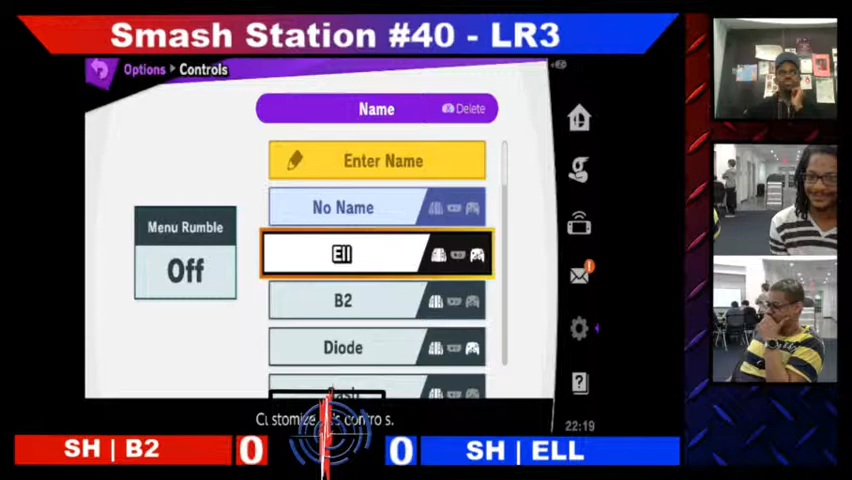 Smash Station #40 - LR3
Options ▸ Controls
Name
Delete
Enter Name
No Name
Menu Rumble
Off
Ell
B2
Diode
22:19
SH | B2
0
0
SH | ELL